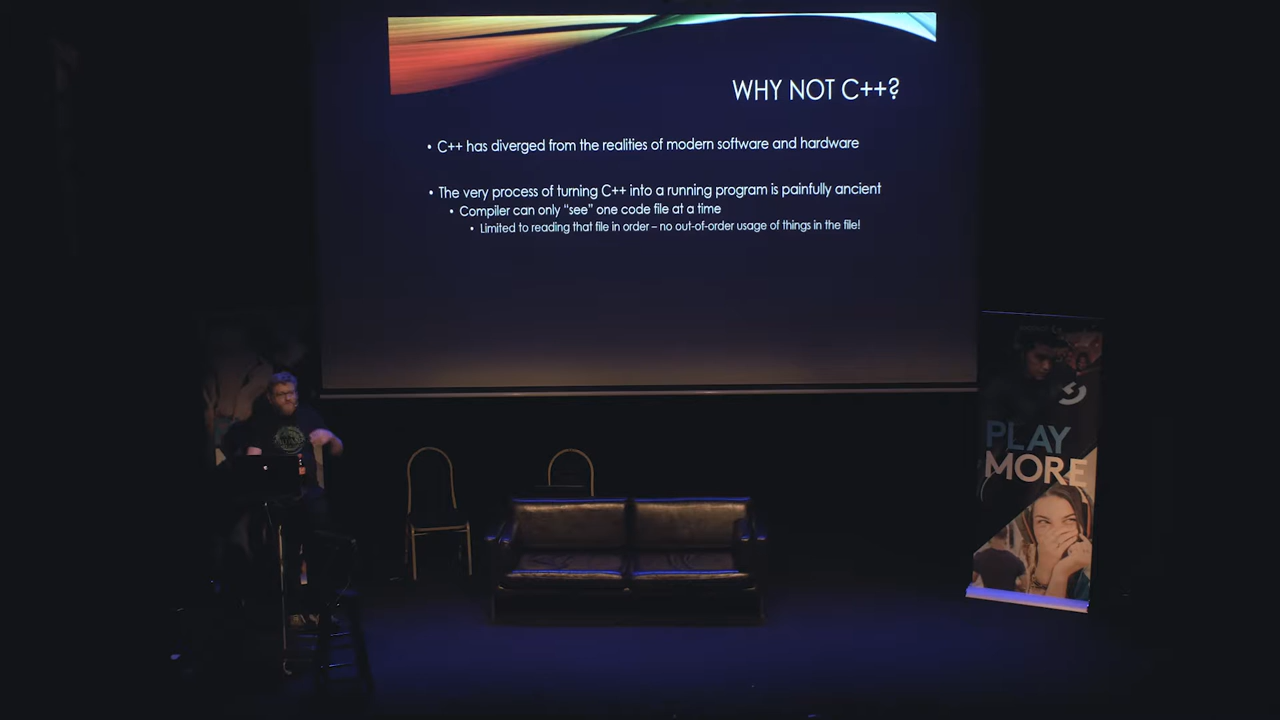 WHY NOT C++?
• C++ has diverged from the realities of modern software and hardware
• The very process of turning C++ into a running program is painfully ancient
• Compiler can only “see” one code file at a time
• Limited to reading that file in order – no out-of-order usage of things in the file!
PLAY
MORE